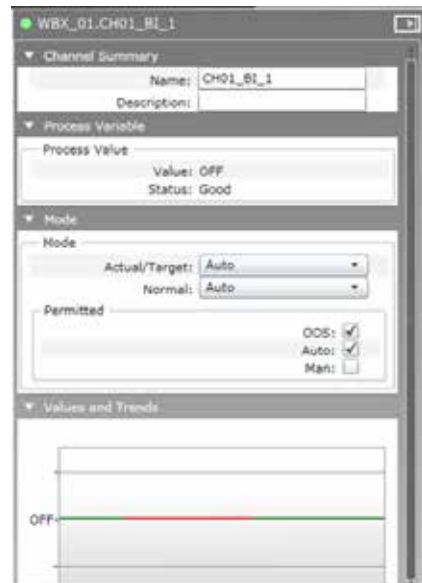 WBX_01.CH01_BI_1
Channel Summary
Name: CH01_BI_1
Description:
Process Variable
Process Value
Value: OFF
Status: Good
Mode
Mode
Actual/Target: Auto
Normal: Auto
Permitted
OOS:
Auto:
Man:
Values and Trends
OFF